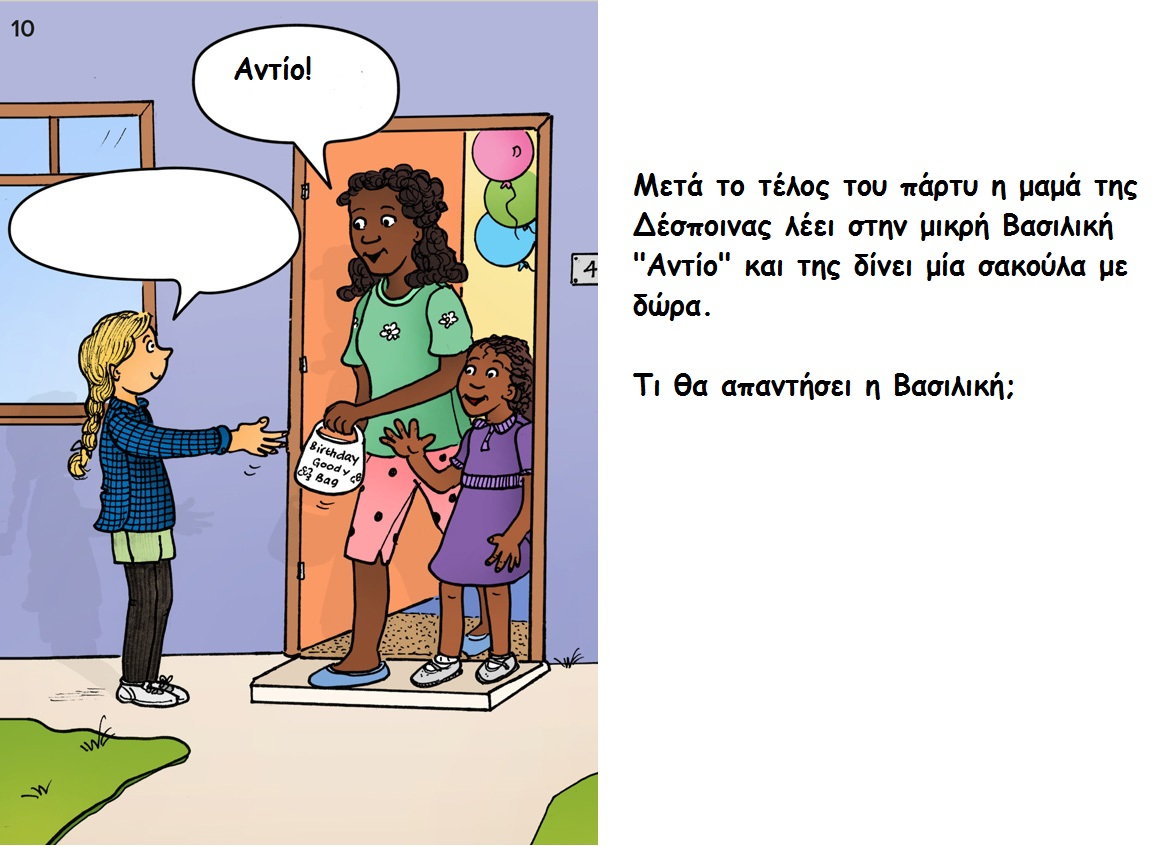 10
Αντίο!
4
Birthday
Goody
Bag
Μετά το τέλος του πάρτυ η μαμά της
Δέσποινας λέει στην μικρή Βασιλική
"Αντίο" και της δίνει μία σακούλα με
δώρα.
Τι θα απαντήσει η Βασιλική;